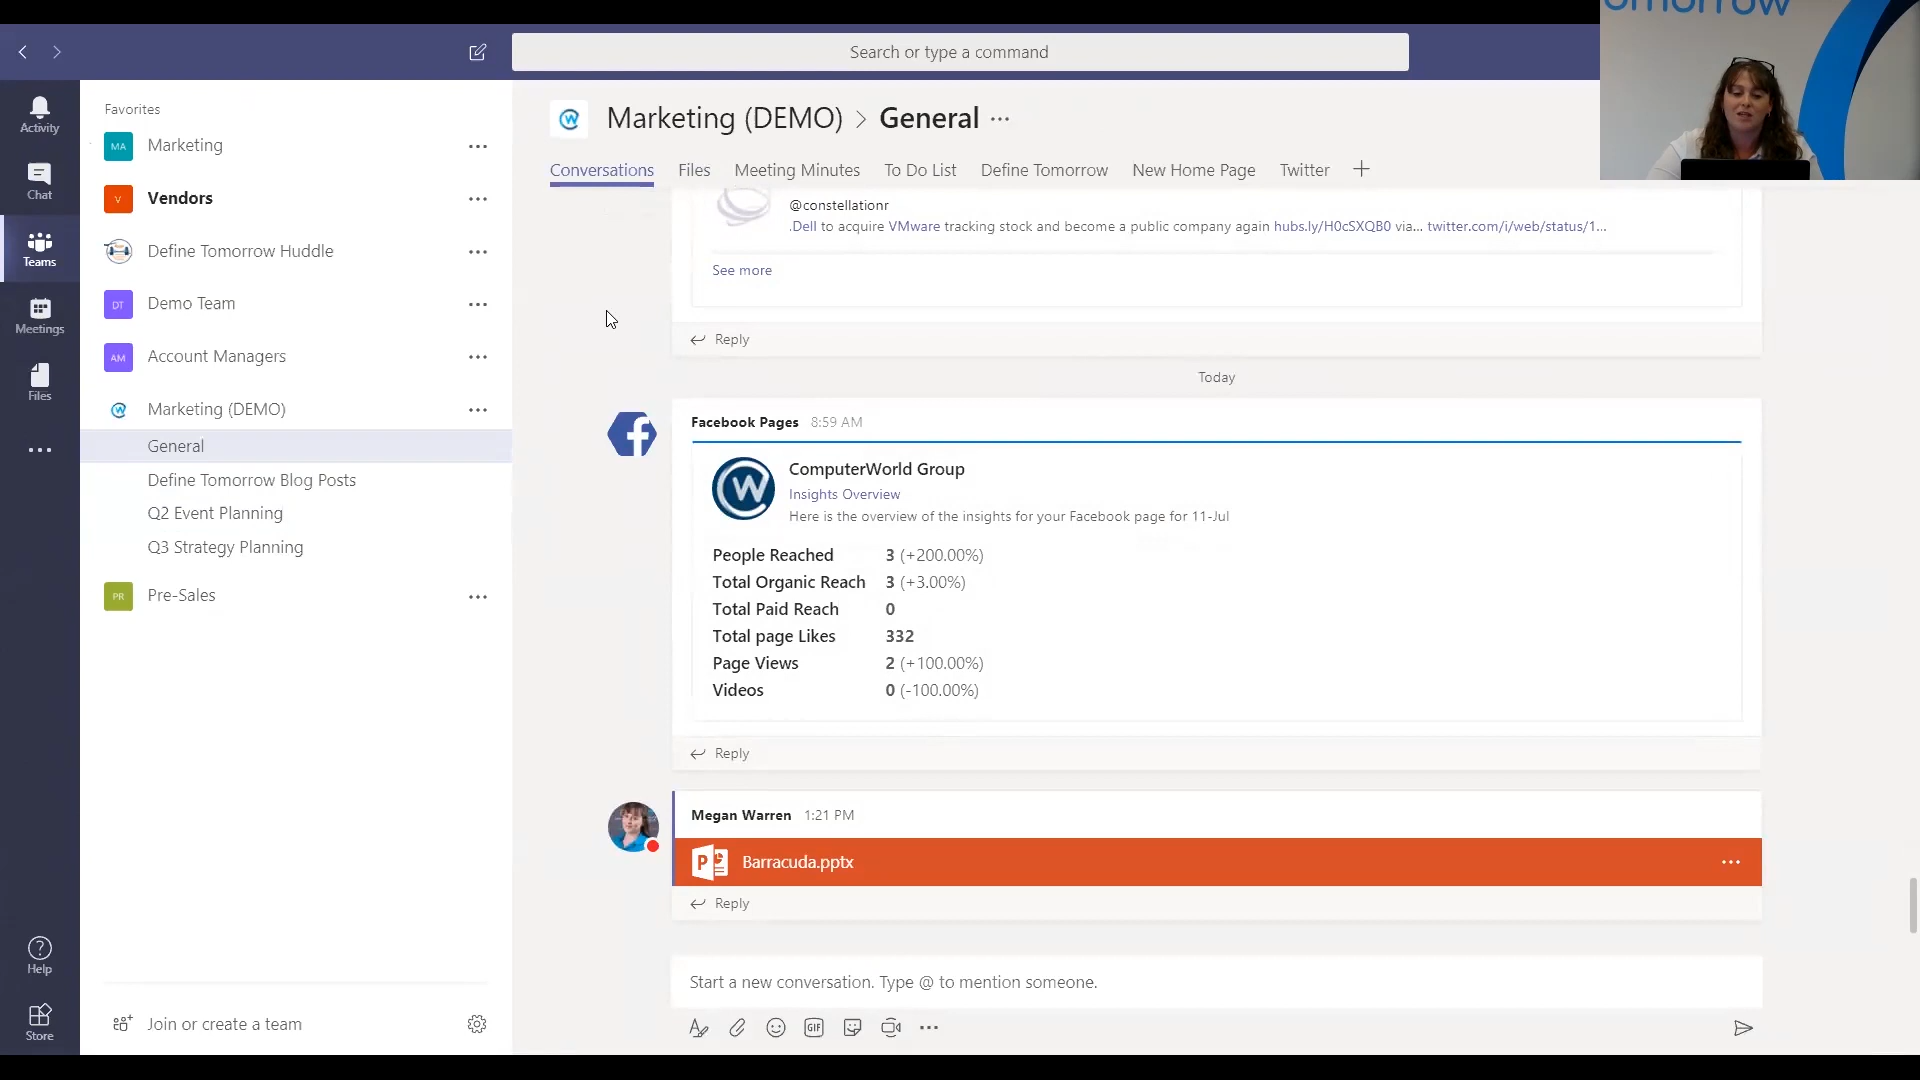 Search or type a command
omorrow
Activity
Chat
Teams
Meetings
Files
Help
Store
Favorites
MA Marketing
V Vendors
Define Tomorrow Huddle
DT Demo Team
AM Account Managers
Marketing (DEMO)
General
Define Tomorrow Blog Posts
Q2 Event Planning
Q3 Strategy Planning
PR Pre-Sales
Join or create a team
Marketing (DEMO) > General
Conversations Files Meeting Minutes To Do List Define Tomorrow New Home Page Twitter
@constellationr
.Dell to acquire VMware tracking stock and become a public company again hubs.ly/H0cSXQB0 via... twitter.com/i/web/status/1...
See more
Reply
Today
Facebook Pages 8:59 AM
ComputerWorld Group
Insights Overview
Here is the overview of the insights for your Facebook page for 11-Jul
People Reached 3 (+200.00%)
Total Organic Reach 3 (+3.00%)
Total Paid Reach 0
Total page Likes 332
Page Views 2 (+100.00%)
Videos 0 (-100.00%)
Reply
Megan Warren 1:21 PM
Barracuda.pptx
Reply
Start a new conversation. Type @ to mention someone.
GIF